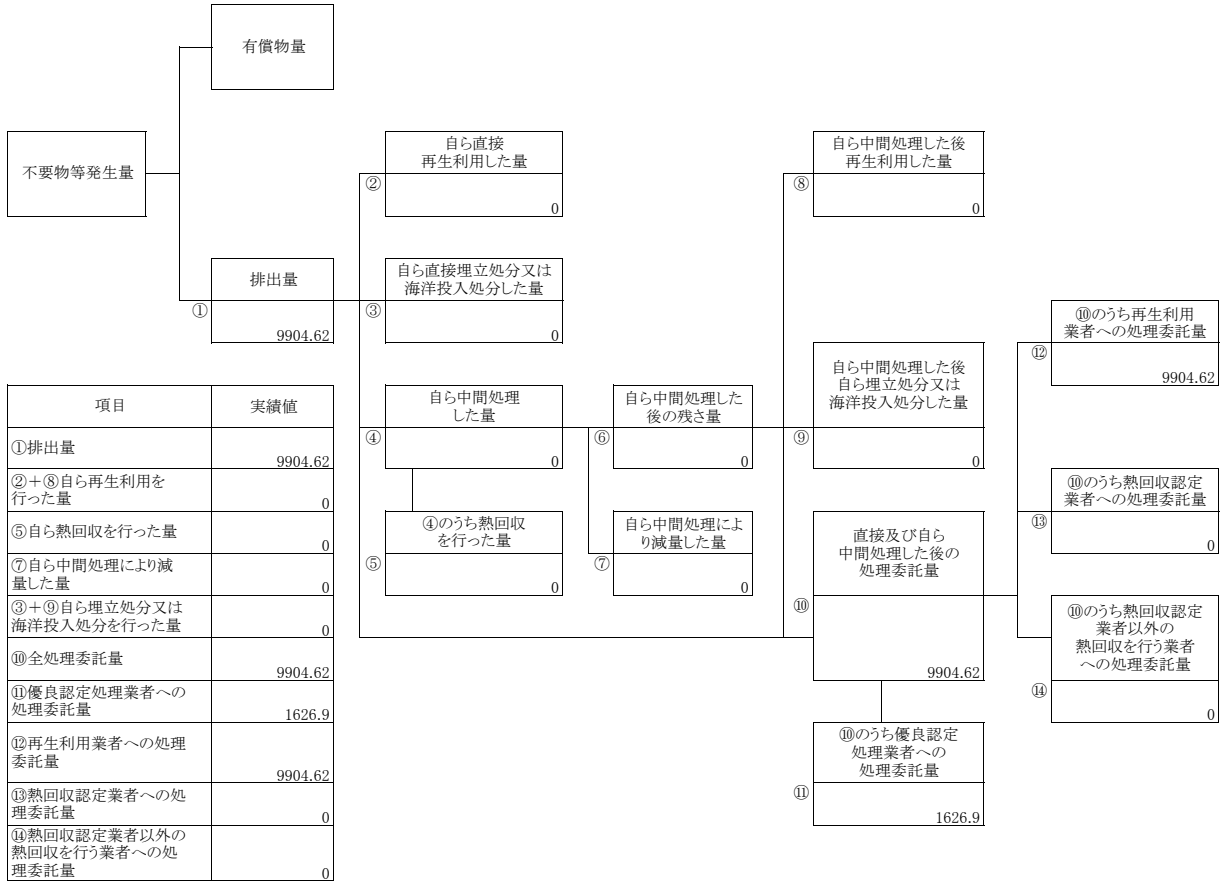 有償物量
不要物等発生量
自ら直接
再生利用した量
②
0
自ら中間処理した後
再生利用した量
⑧
0
排出量
①
9904.62
自ら直接埋立処分又は
海洋投入処分した量
③
0
⑩のうち再生利用
業者への処理委託量
⑫
9904.62
自ら中間処理
した量
④
0
自ら中間処理した
後の残さ量
⑥
0
自ら中間処理した後
自ら埋立処分又は
海洋投入処分した量
⑨
0
⑩のうち熱回収認定
業者への処理委託量
⑬
0
④のうち熱回収
を行った量
⑤
0
自ら中間処理によ
り減量した量
⑦
0
直接及び自ら
中間処理した後の
処理委託量
⑩
9904.62
⑩のうち熱回収認定
業者以外の
熱回収を行う業者
への処理委託量
⑭
0
⑩のうち優良認定
処理業者への
処理委託量
⑪
1626.9
項目 実績値
①排出量
9904.62
②+⑧自ら再生利用を
行った量
0
⑤自ら熱回収を行った量
0
⑦自ら中間処理により減
量した量
0
③+⑨自ら埋立処分又は
海洋投入処分を行った量
0
⑩全処理委託量
9904.62
⑪優良認定処理業者への
処理委託量
1626.9
⑫再生利用業者への処理
委託量
9904.62
⑬熱回収認定業者への処
理委託量
0
⑭熱回収認定業者以外の
熱回収を行う業者への処
理委託量
0